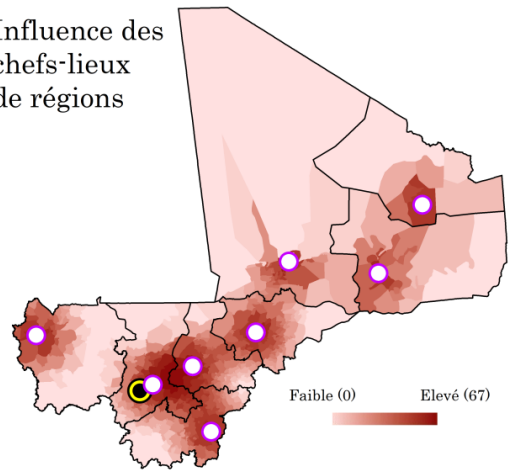 Influence des
chefs-lieux
de régions
Faible (0) Elevé (67)